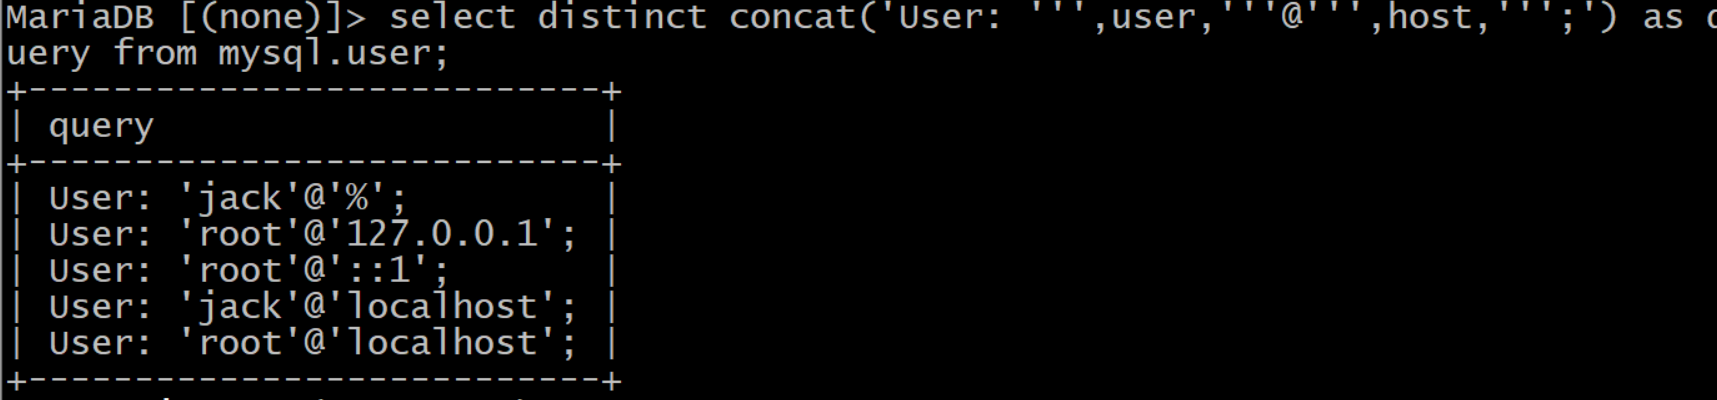 MariaDB [(none)]> select distinct concat('User: ''',user,'''@''',host,''';') as q
uery from mysql.user;
+---------------------------+
| query                     |
+---------------------------+
| User: 'jack'@'%';         |
| User: 'root'@'127.0.0.1'; |
| User: 'root'@'::1';       |
| User: 'jack'@'localhost'; |
| User: 'root'@'localhost'; |
+---------------------------+